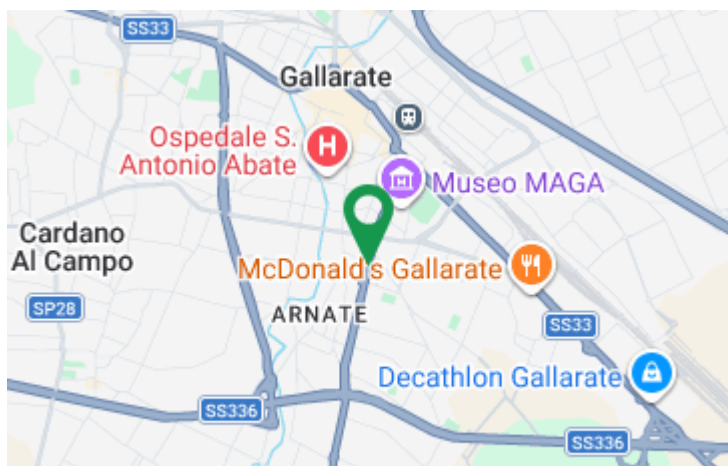 SS33
Gallarate
Ospedale S.
Antonio Abate
H
Museo MAGA
M
Cardano
Al Campo
McDonald's Gallarate
SP28
ARNATE
SS33
Decathlon Gallarate
SS336
SS336